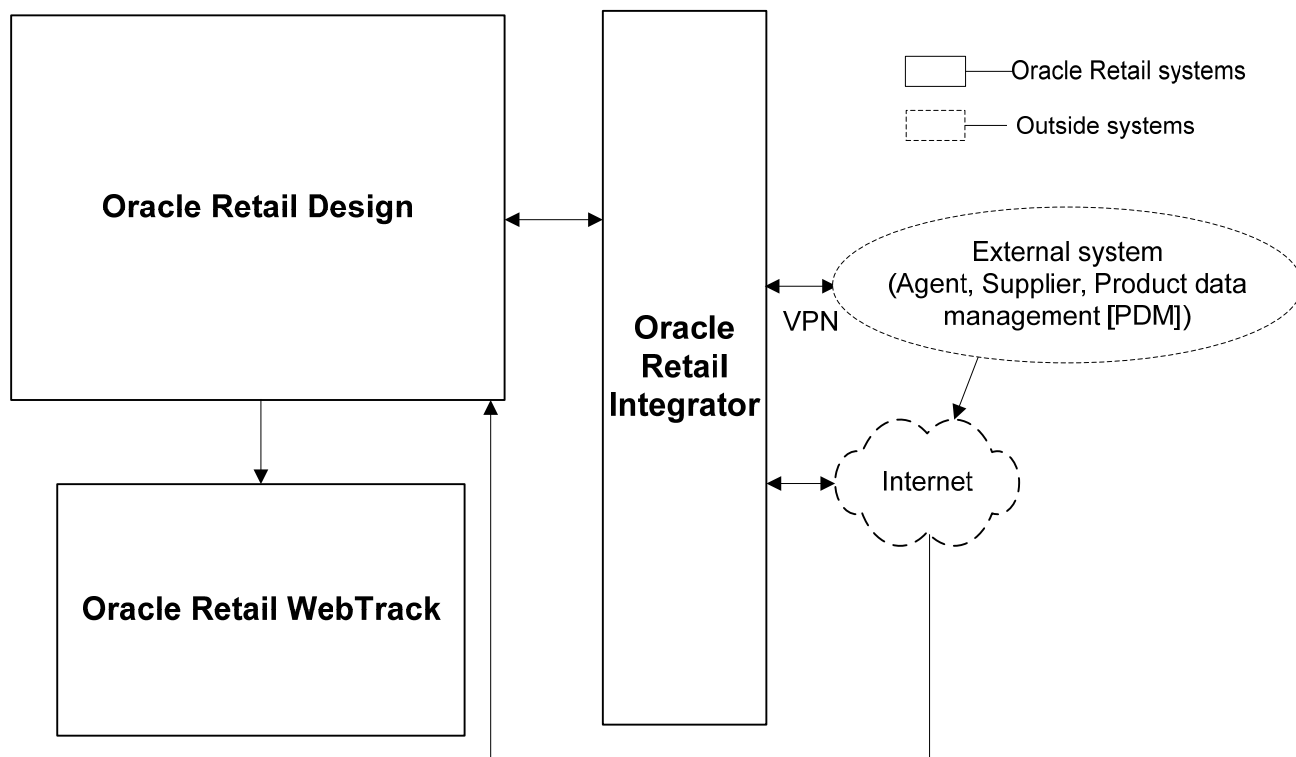 Oracle Retail systems
Outside systems
Oracle Retail Design
External system
(Agent, Supplier, Product data
management [PDM])
VPN
Oracle
Retail
Integrator
Internet
Oracle Retail WebTrack